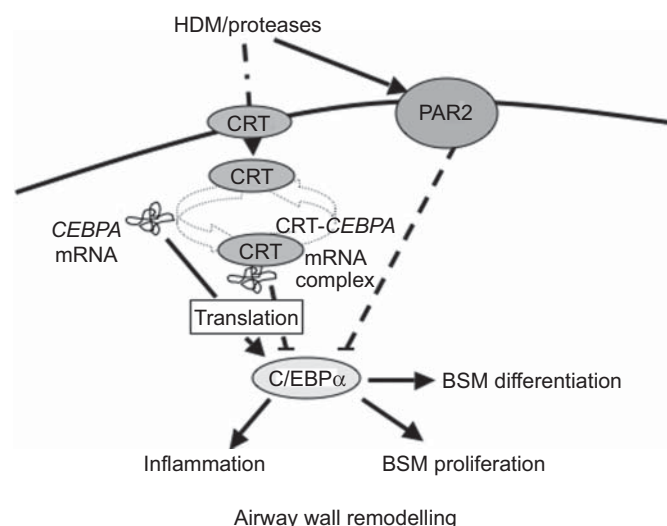 HDM/proteases
CRT
PAR2
CRT
CEBPA
mRNA
CRT-CEBPA
mRNA
complex
CRT
Translation
C/EBPα
BSM differentiation
Inflammation
BSM proliferation
Airway wall remodelling